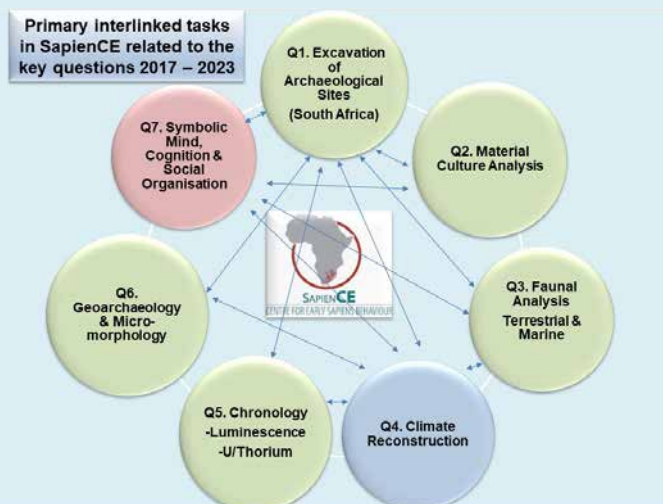 Primary interlinked tasks
in SapienCE related to the
key questions 2017 – 2023
Q1. Excavation
of
Archaeological
Sites
(South Africa)
Q2. Material
Culture Analysis
Q3. Faunal
Analysis
Terrestrial &
Marine
Q4. Climate
Reconstruction
Q5. Chronology
-Luminescence
-U/Thorium
Q6.
Geoarchaeology
& Micro-
morphology
Q7. Symbolic
Mind,
Cognition &
Social
Organisation
SAPIENCE
CENTRE FOR EARLY SAPIENS BEHAVIOUR